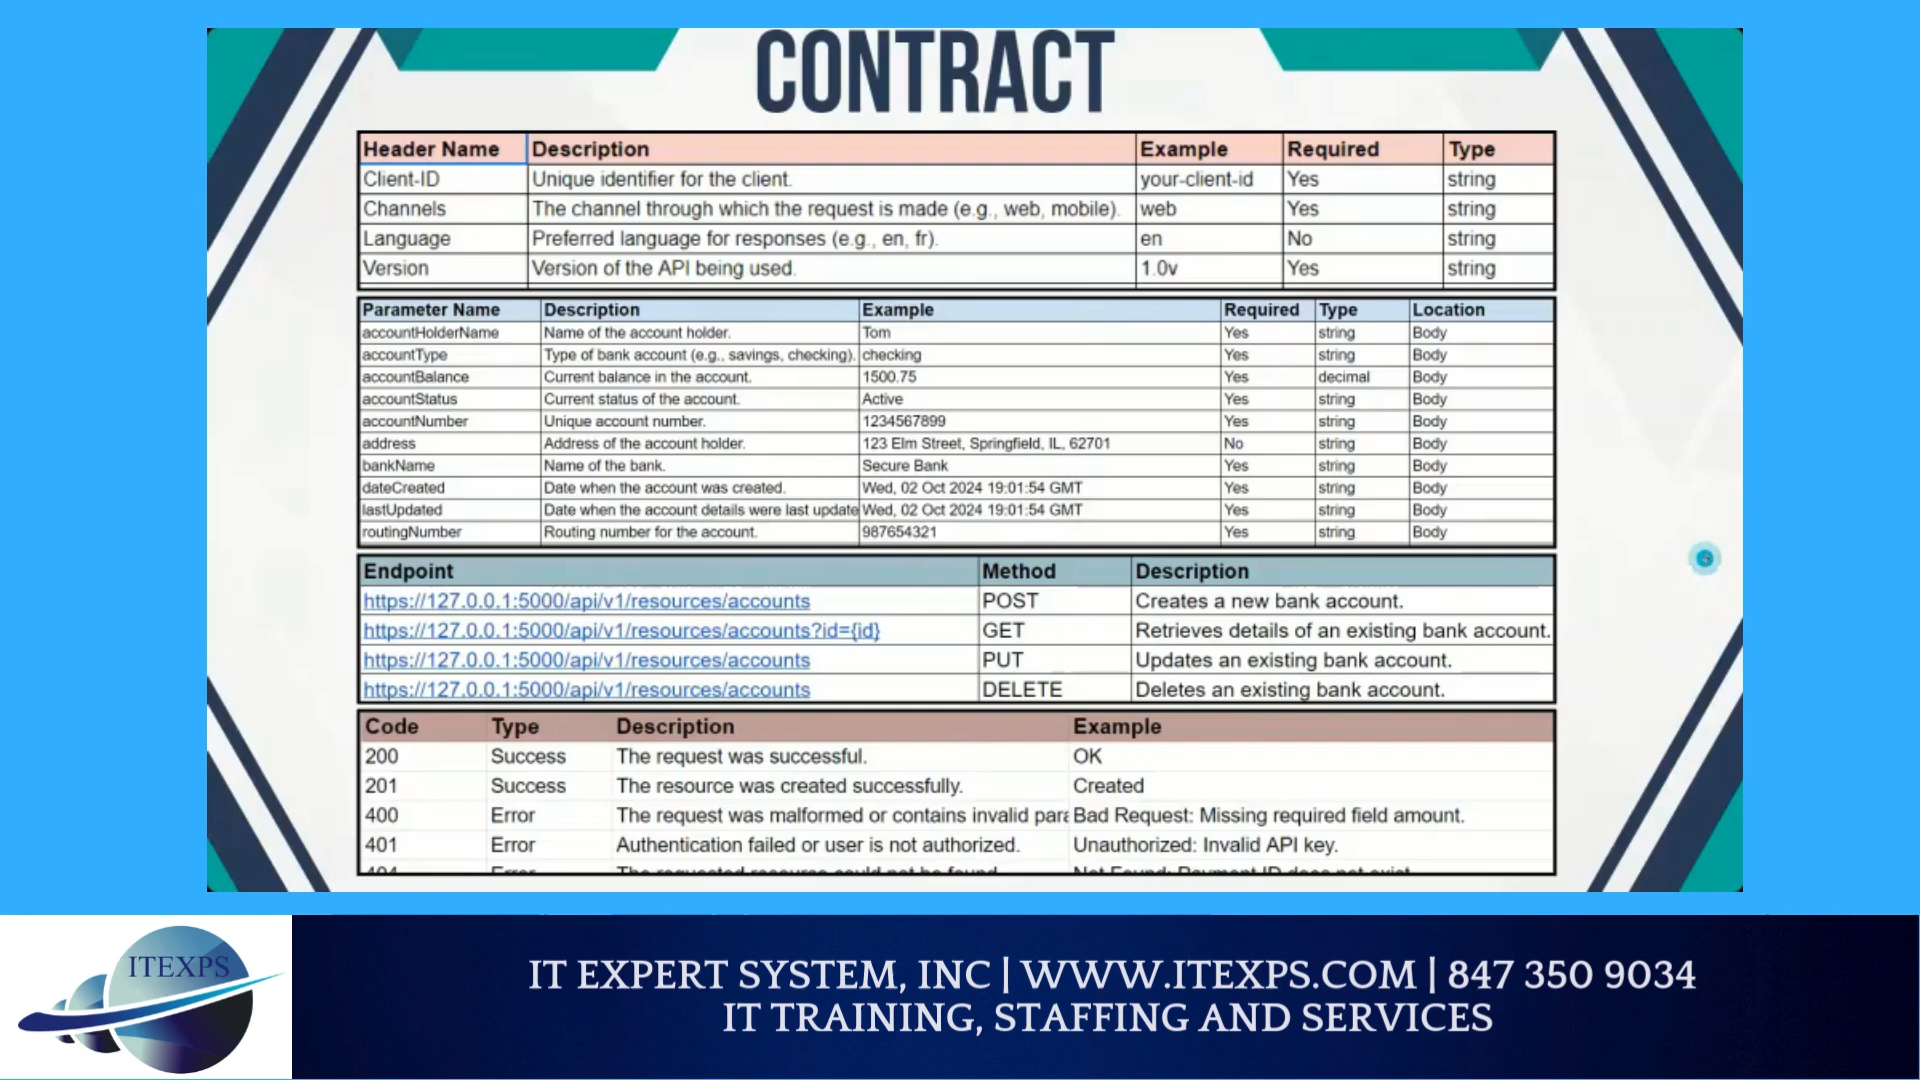 CONTRACT
Header Name Description Example Required Type
Client-ID Unique identifier for the client. your-client-id Yes string
Channels The channel through which the request is made (e.g., web, mobile). web Yes string
Language Preferred language for responses (e.g., en, fr). en No string
Version Version of the API being used. 1.0v Yes string
Parameter Name Description Example Required Type Location
accountHolderName Name of the account holder. Tom Yes string Body
accountType Type of bank account (e.g., savings, checking). checking Yes string Body
accountBalance Current balance in the account. 1500.75 Yes decimal Body
accountStatus Current status of the account. Active Yes string Body
accountNumber Unique account number. 1234567899 Yes string Body
address Address of the account holder. 123 Elm Street, Springfield, IL, 62701 No string Body
bankName Name of the bank. Secure Bank Yes string Body
dateCreated Date when the account was created. Wed, 02 Oct 2024 19:01:54 GMT Yes string Body
lastUpdated Date when the account details were last update Wed, 02 Oct 2024 19:01:54 GMT Yes string Body
routingNumber Routing number for the account. 987654321 Yes string Body
Endpoint Method Description
https://127.0.0.1:5000/api/v1/resources/accounts POST Creates a new bank account.
https://127.0.0.1:5000/api/v1/resources/accounts?id={id} GET Retrieves details of an existing bank account.
https://127.0.0.1:5000/api/v1/resources/accounts PUT Updates an existing bank account.
https://127.0.0.1:5000/api/v1/resources/accounts DELETE Deletes an existing bank account.
Code Type Description Example
200 Success The request was successful. OK
201 Success The resource was created successfully. Created
400 Error The request was malformed or contains invalid para Bad Request: Missing required field amount.
401 Error Authentication failed or user is not authorized. Unauthorized: Invalid API key.
404 Error The requested resource could not be found. Not Found: Payment ID does not exist.
ITEXPS
IT EXPERT SYSTEM, INC | WWW.ITEXPS.COM | 847 350 9034
IT TRAINING, STAFFING AND SERVICES